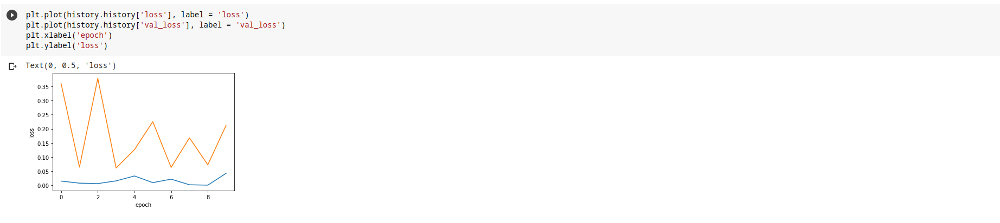 plt.plot(history.history['loss'], label = 'loss')
plt.plot(history.history['val_loss'], label = 'val_loss')
plt.xlabel('epoch')
plt.ylabel('loss')
Text(0, 0.5, 'loss')
0.35
0.30
0.25
0.20
0.15
0.10
0.05
0.00
loss
0 2 4 6 8
epoch